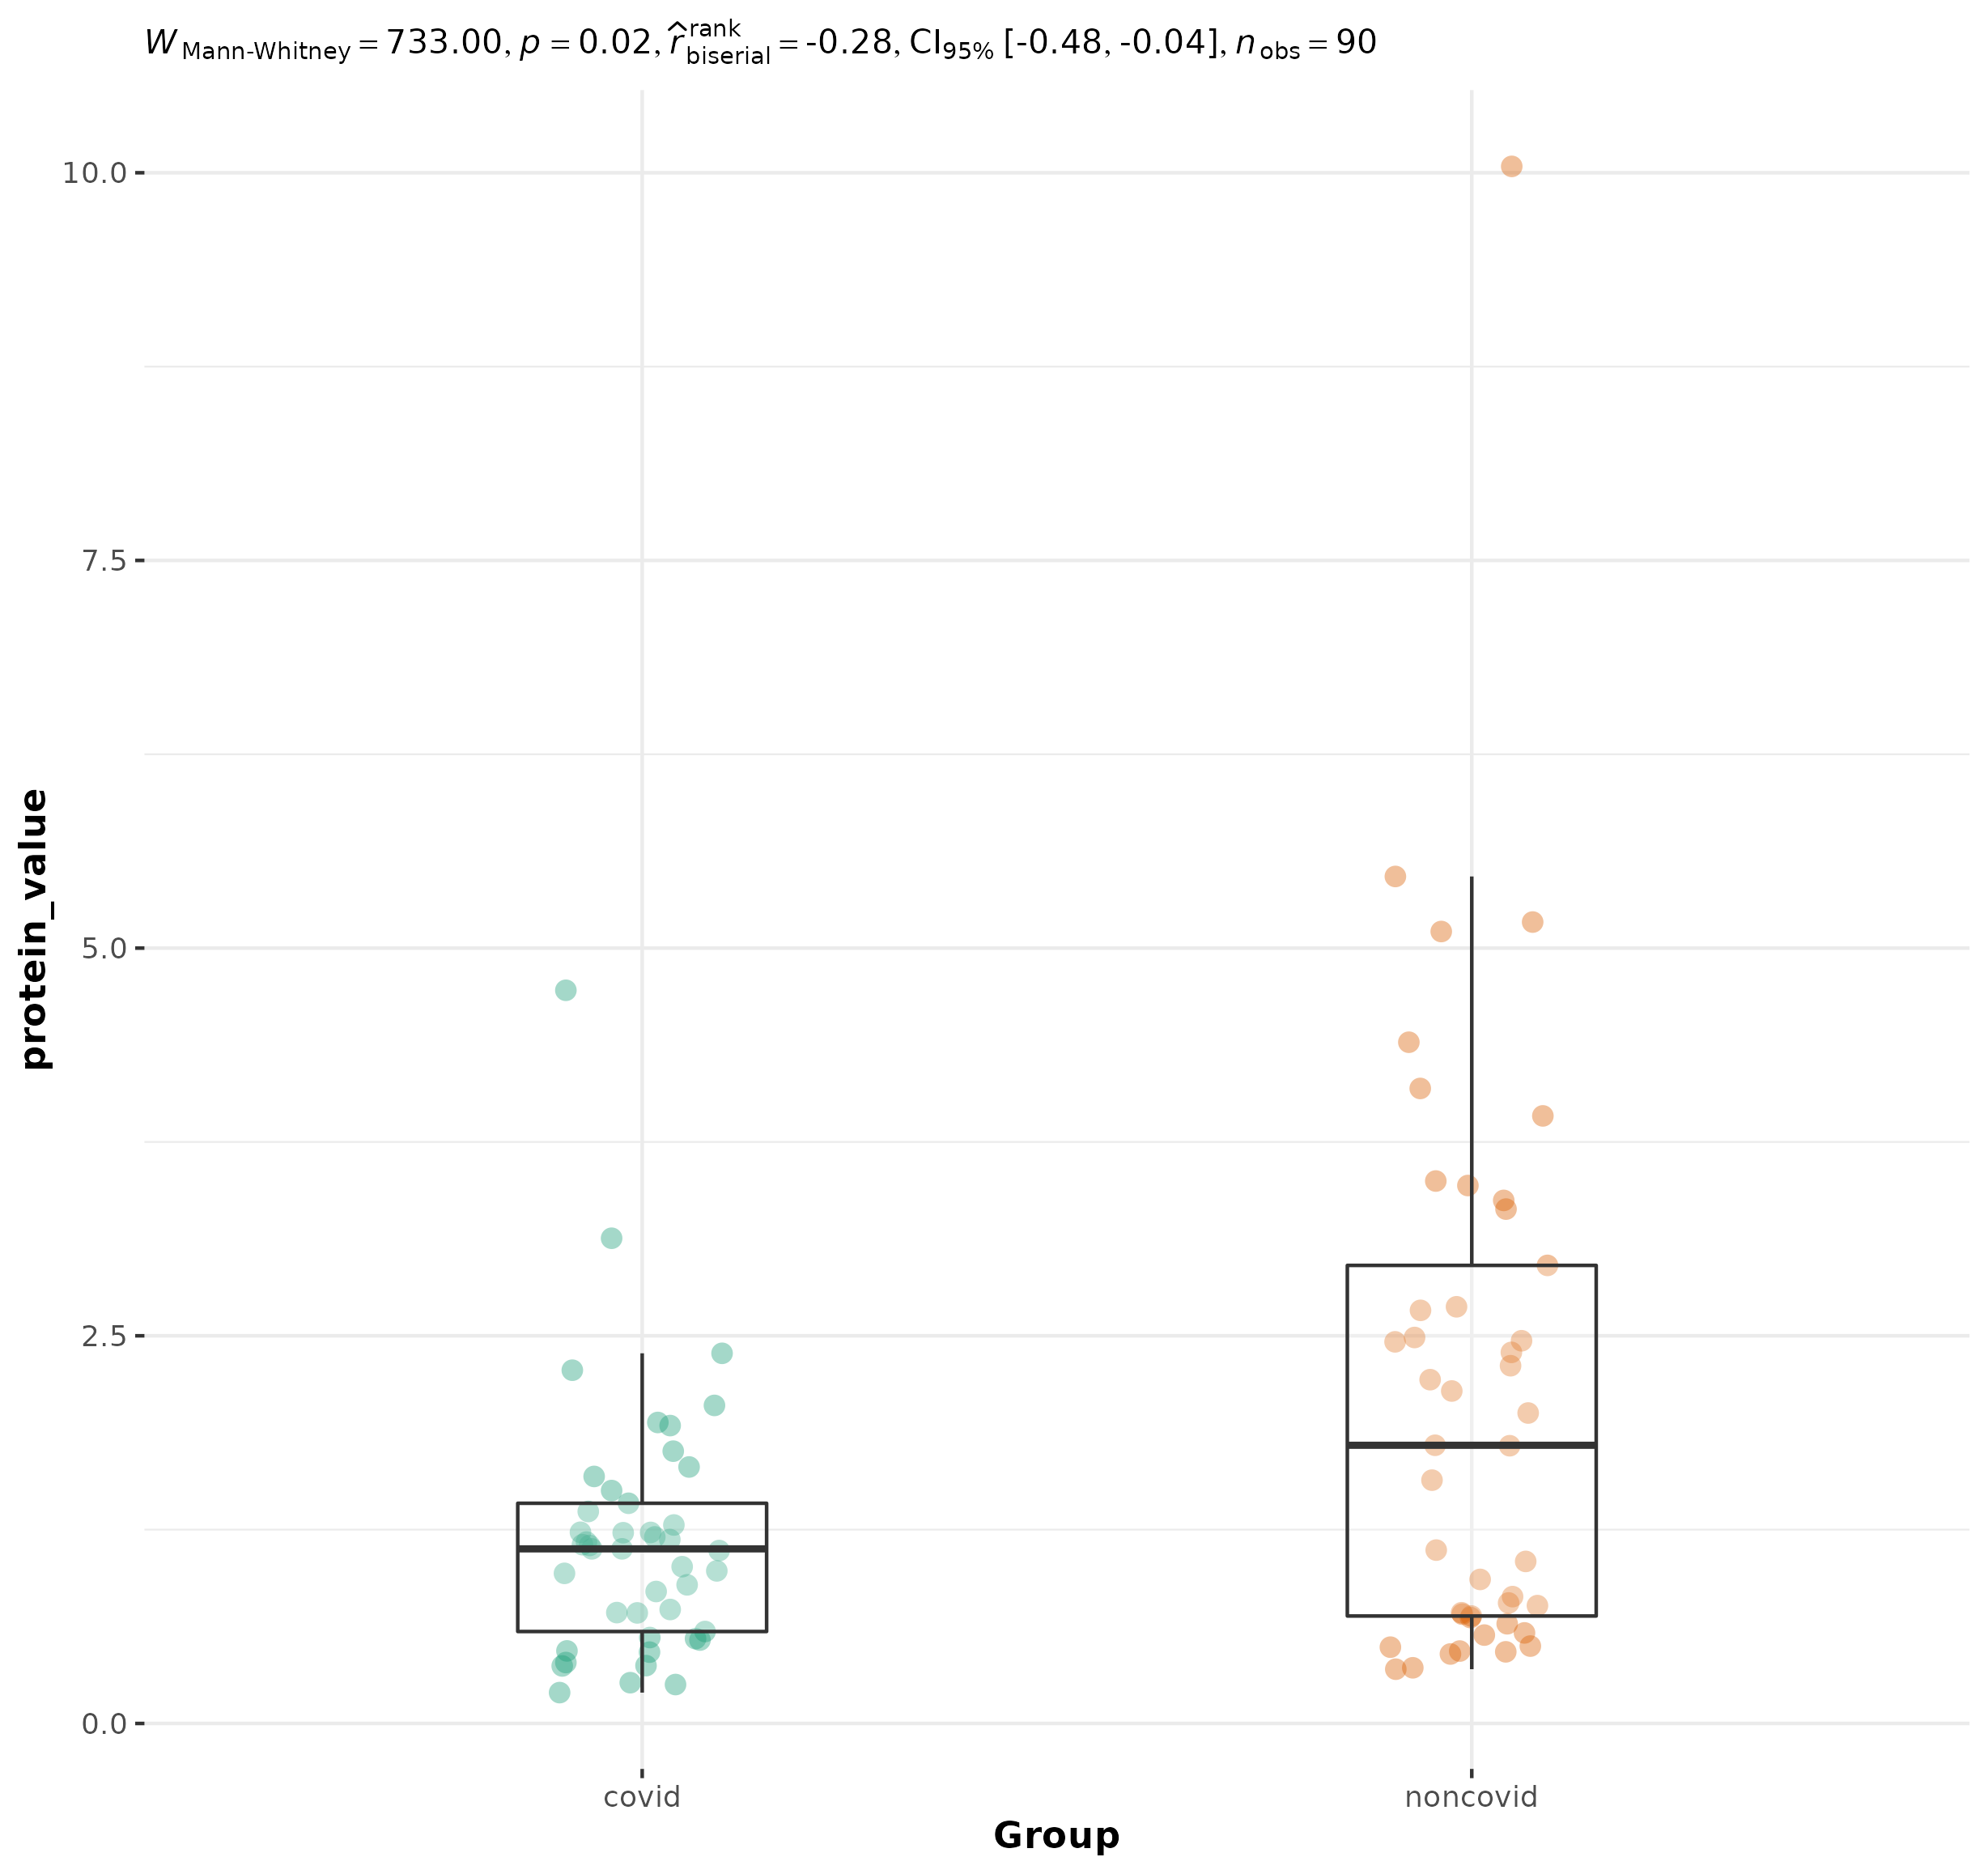 W Mann-Whitney = 733.00, p = 0.02, r̂ rank biserial = -0.28, CI95% [-0.48, -0.04], n obs = 90
10.0
7.5
5.0
2.5
0.0
protein_value
covid noncovid
Group